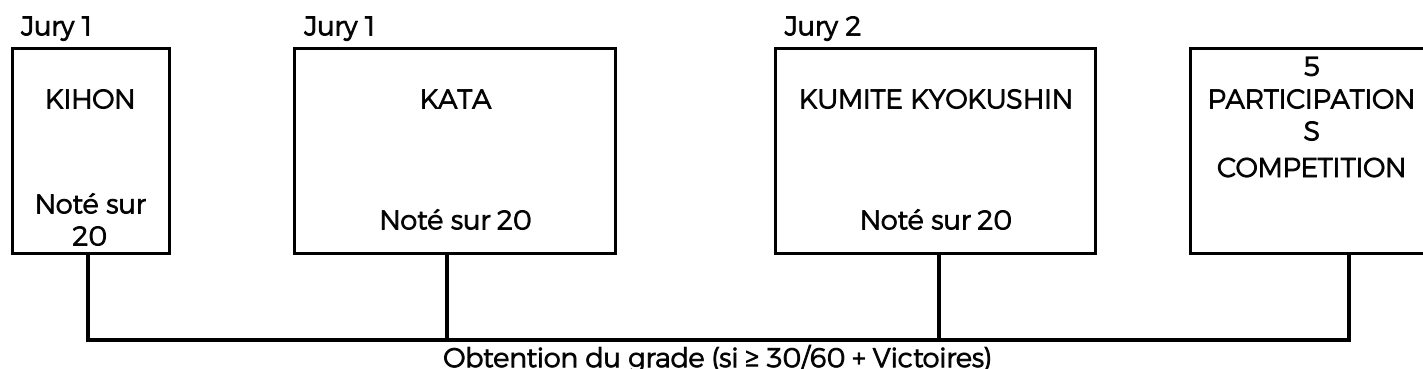 Jury 1
KIHON
Noté sur
20
Jury 1
KATA
Noté sur 20
Jury 2
KUMITE KYOKUSHIN
Noté sur 20
5
PARTICIPATION
S
COMPETITION
Obtention du grade (si ≥ 30/60 + Victoires)